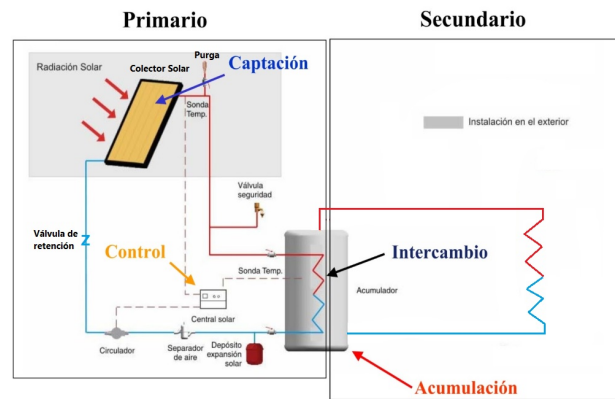 Primario
Secundario
Radiación Solar
Colector Solar
Purga
Captación
Sonda
Temp.
Instalación en el exterior
Válvula
seguridad
Válvula de
retención
Control
Intercambio
Sonda Temp.
Acumulador
Central solar
Circulador
Separador
de aire
Depósito
expansión
solar
Acumulación